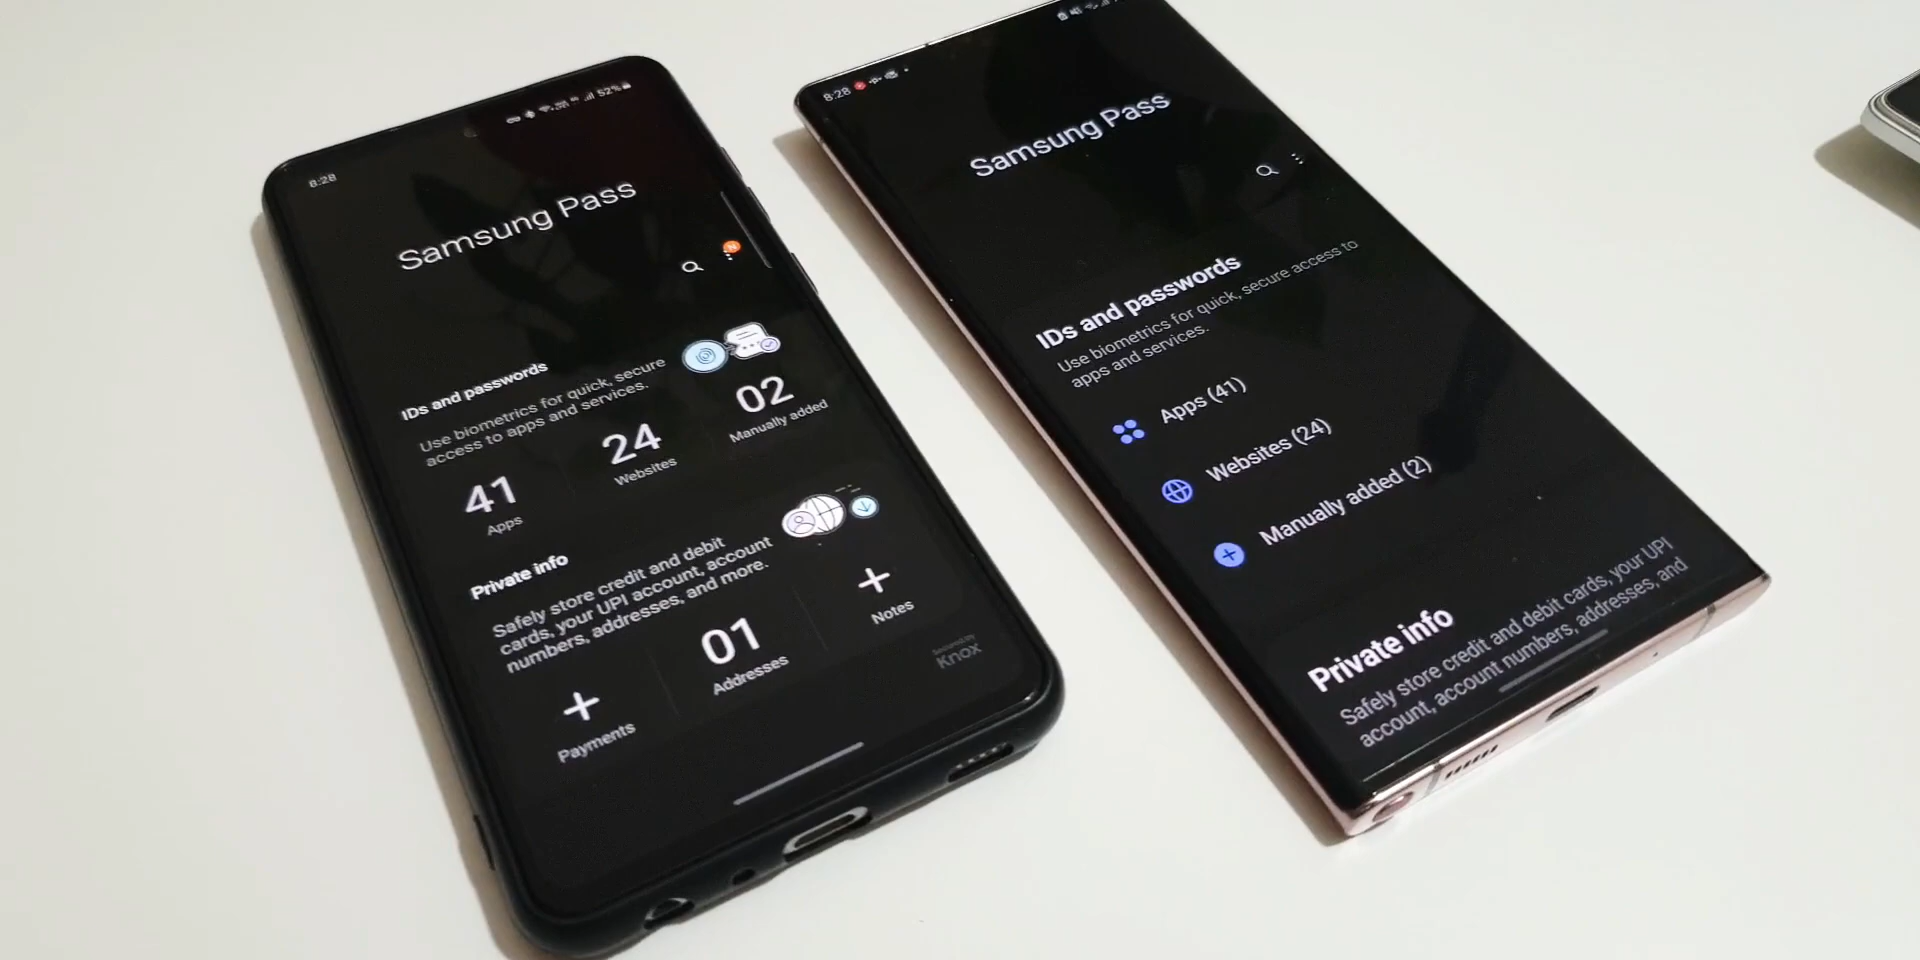 8:28
52%
Samsung Pass
N
IDs and passwords
Use biometrics for quick, secure
access to apps and services.
41
Apps
24
Websites
02
Manually added
Private info
Safely store credit and debit
cards, your UPI account, account
numbers, addresses, and more.
Payments
01
Addresses
Notes
Secured by
Knox
8:28
Samsung Pass
IDs and passwords
Use biometrics for quick, secure access to
apps and services.
Apps (41)
Websites (24)
Manually added (2)
Private info
Safely store credit and debit cards, your UPI
account, account numbers, addresses, and